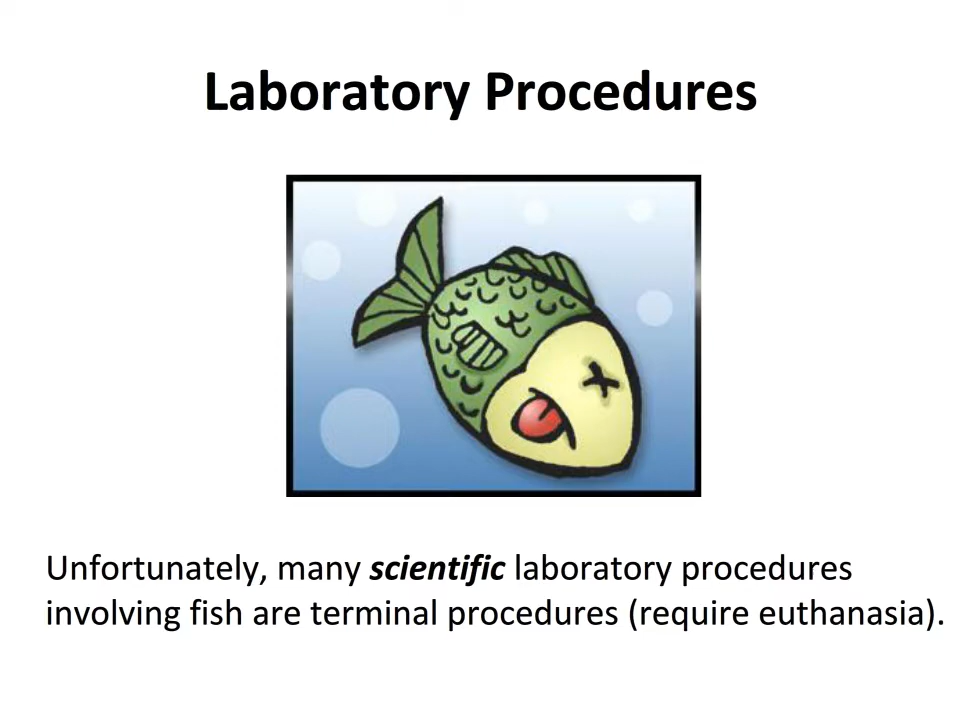 Laboratory Procedures
Unfortunately, many scientific laboratory procedures
involving fish are terminal procedures (require euthanasia).